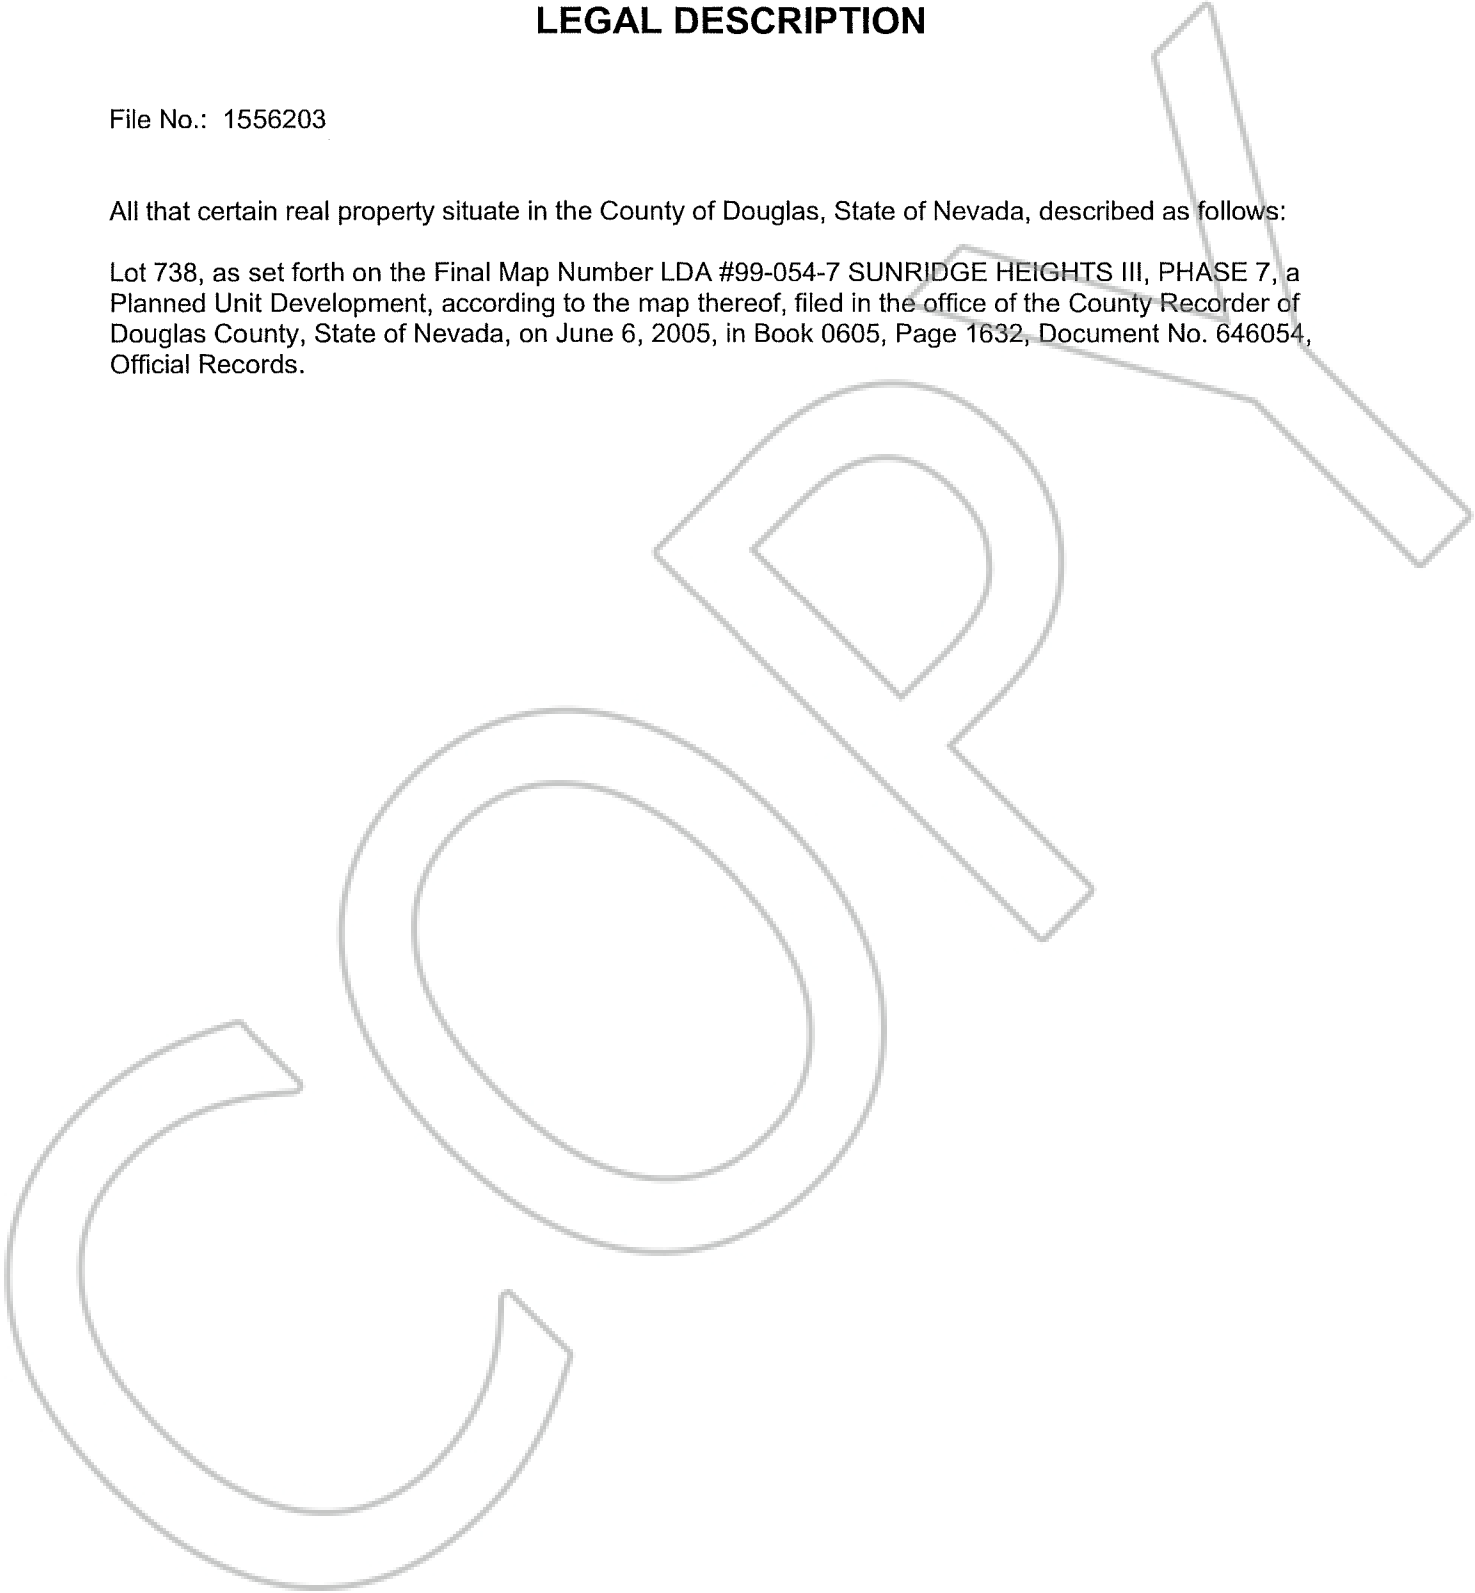 LEGAL DESCRIPTION
File No.: 1556203
All that certain real property situate in the County of Douglas, State of Nevada, described as follows:
Lot 738, as set forth on the Final Map Number LDA #99-054-7 SUNRIDGE HEIGHTS III, PHASE 7, a
Planned Unit Development, according to the map thereof, filed in the office of the County Recorder of
Douglas County, State of Nevada, on June 6, 2005, in Book 0605, Page 1632, Document No. 646054,
Official Records.
COPY